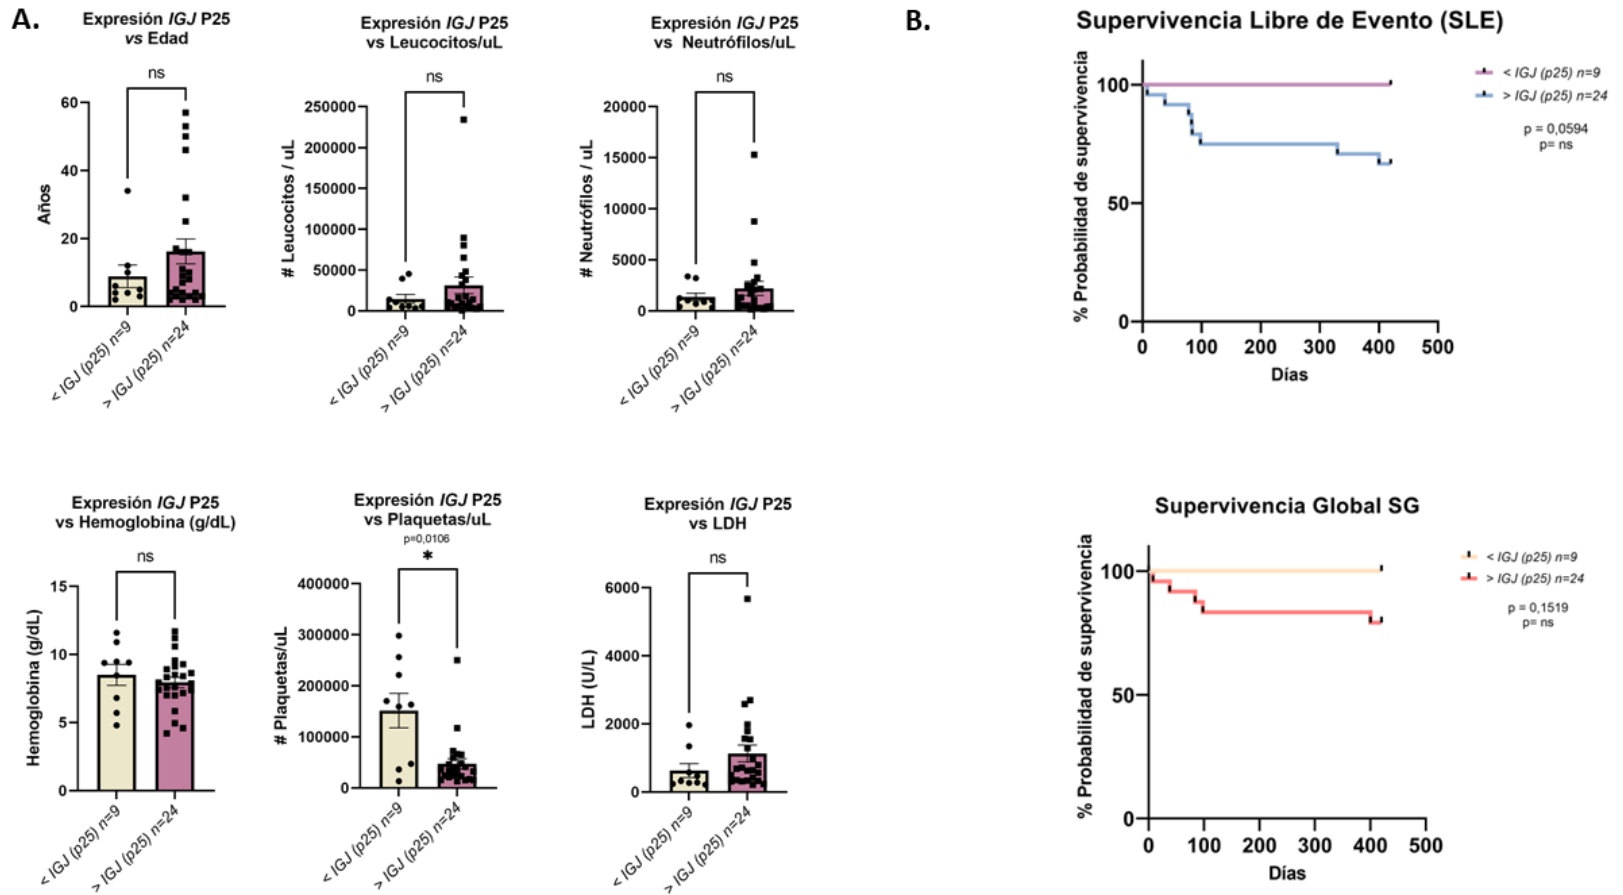 A.
Expresión IGJ P25
vs Edad
ns
60
40
20
0
Años
< IGJ (p25) n=9
> IGJ (p25) n=24
Expresión IGJ P25
vs Leucocitos/uL
ns
250000
200000
150000
100000
50000
0
# Leucocitos / uL
< IGJ (p25) n=9
> IGJ (p25) n=24
Expresión IGJ P25
vs Neutrófilos/uL
ns
20000
15000
10000
5000
0
# Neutrófilos / uL
< IGJ (p25) n=9
> IGJ (p25) n=24
Expresión IGJ P25
vs Hemoglobina (g/dL)
ns
15
10
5
0
Hemoglobina (g/dL)
< IGJ (p25) n=9
> IGJ (p25) n=24
Expresión IGJ P25
vs Plaquetas/uL
p=0,0106
*
400000
300000
200000
100000
0
# Plaquetas/uL
< IGJ (p25) n=9
> IGJ (p25) n=24
Expresión IGJ P25
vs LDH
ns
6000
4000
2000
0
LDH (U/L)
< IGJ (p25) n=9
> IGJ (p25) n=24
B.
Supervivencia Libre de Evento (SLE)
% Probabilidad de supervivencia
100
50
0
0 100 200 300 400 500
Días
< IGJ (p25) n=9
> IGJ (p25) n=24
p = 0,0594
p= ns
Supervivencia Global SG
% Probabilidad de supervivencia
100
50
0
0 100 200 300 400 500
Días
< IGJ (p25) n=9
> IGJ (p25) n=24
p = 0,1519
p= ns